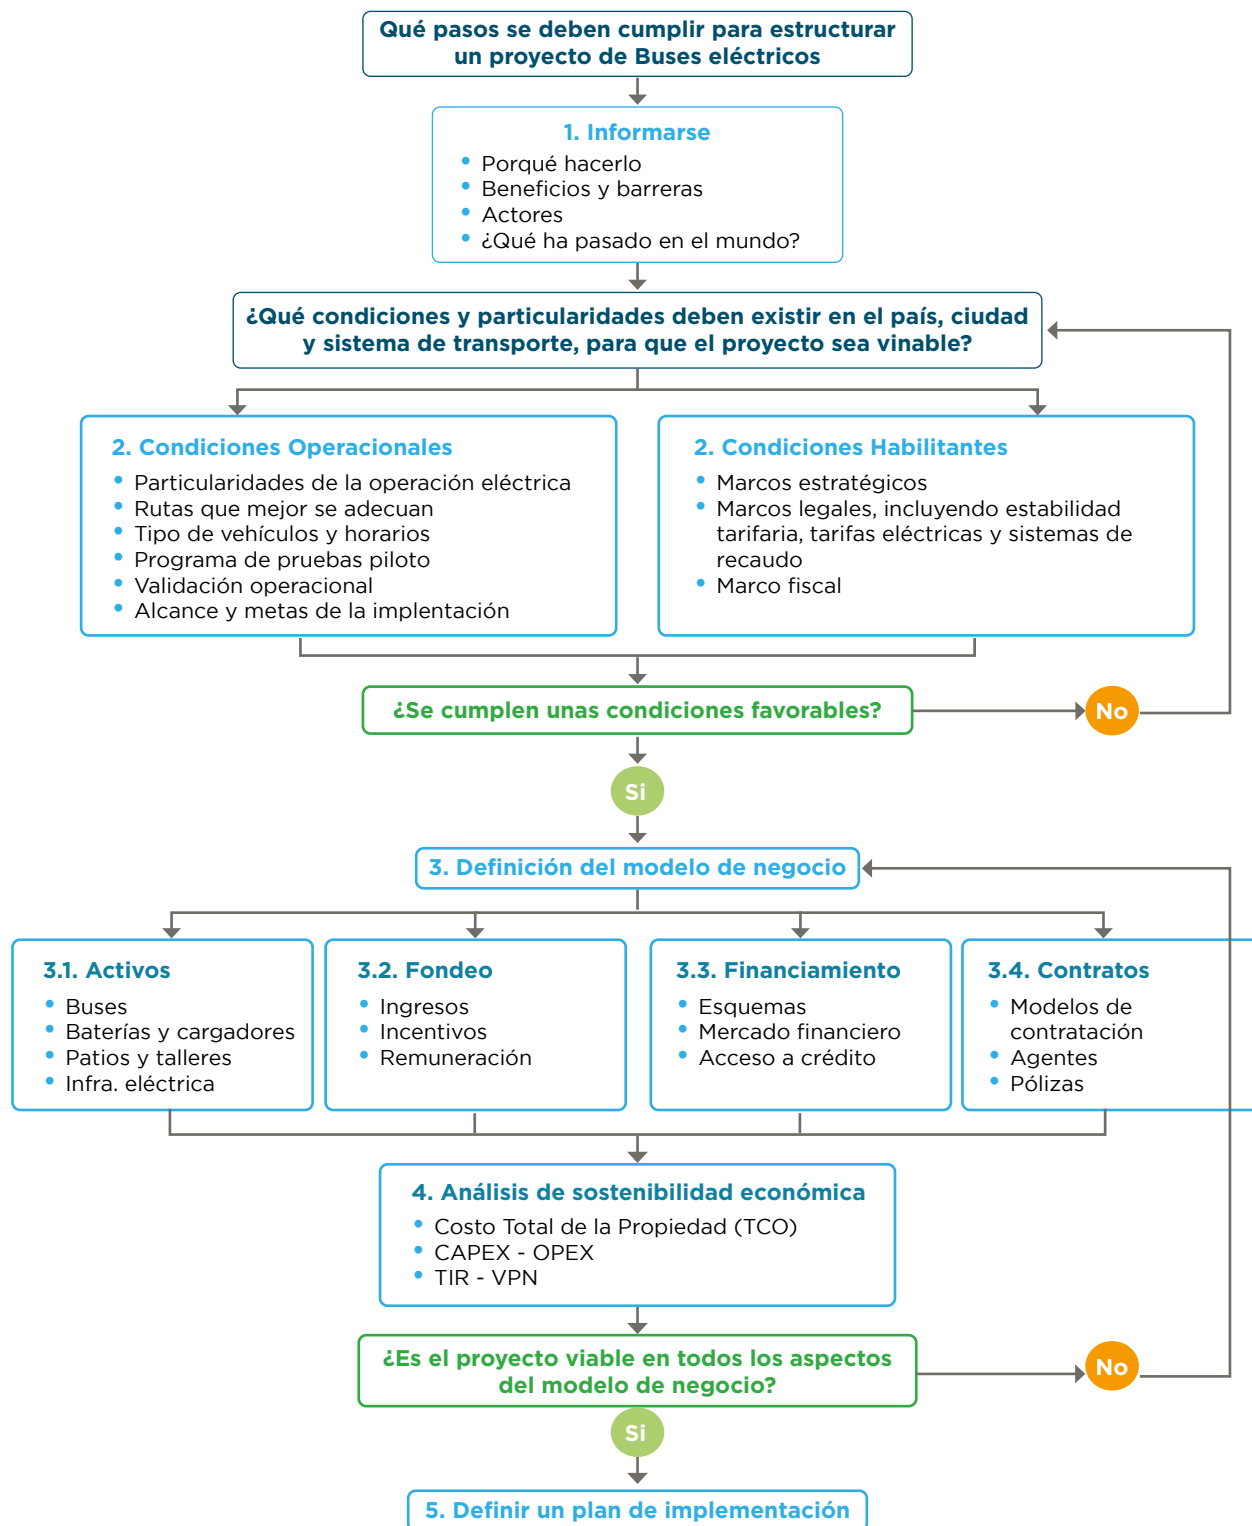 Qué pasos se deben cumplir para estructurar
un proyecto de Buses eléctricos
1. Informarse
• Porqué hacerlo
• Beneficios y barreras
• Actores
• ¿Qué ha pasado en el mundo?
¿Qué condiciones y particularidades deben existir en el país, ciudad
y sistema de transporte, para que el proyecto sea vinable?
2. Condiciones Operacionales
• Particularidades de la operación eléctrica
• Rutas que mejor se adecuan
• Tipo de vehículos y horarios
• Programa de pruebas piloto
• Validación operacional
• Alcance y metas de la implentación
2. Condiciones Habilitantes
• Marcos estratégicos
• Marcos legales, incluyendo estabilidad
tarifaria, tarifas eléctricas y sistemas de
recaudo
• Marco fiscal
¿Se cumplen unas condiciones favorables?
No
Si
3. Definición del modelo de negocio
3.1. Activos
• Buses
• Baterías y cargadores
• Patios y talleres
• Infra. eléctrica
3.2. Fondeo
• Ingresos
• Incentivos
• Remuneración
3.3. Financiamiento
• Esquemas
• Mercado financiero
• Acceso a crédito
3.4. Contratos
• Modelos de
contratación
• Agentes
• Pólizas
4. Análisis de sostenibilidad económica
• Costo Total de la Propiedad (TCO)
• CAPEX - OPEX
• TIR - VPN
¿Es el proyecto viable en todos los aspectos
del modelo de negocio?
No
Si
5. Definir un plan de implementación